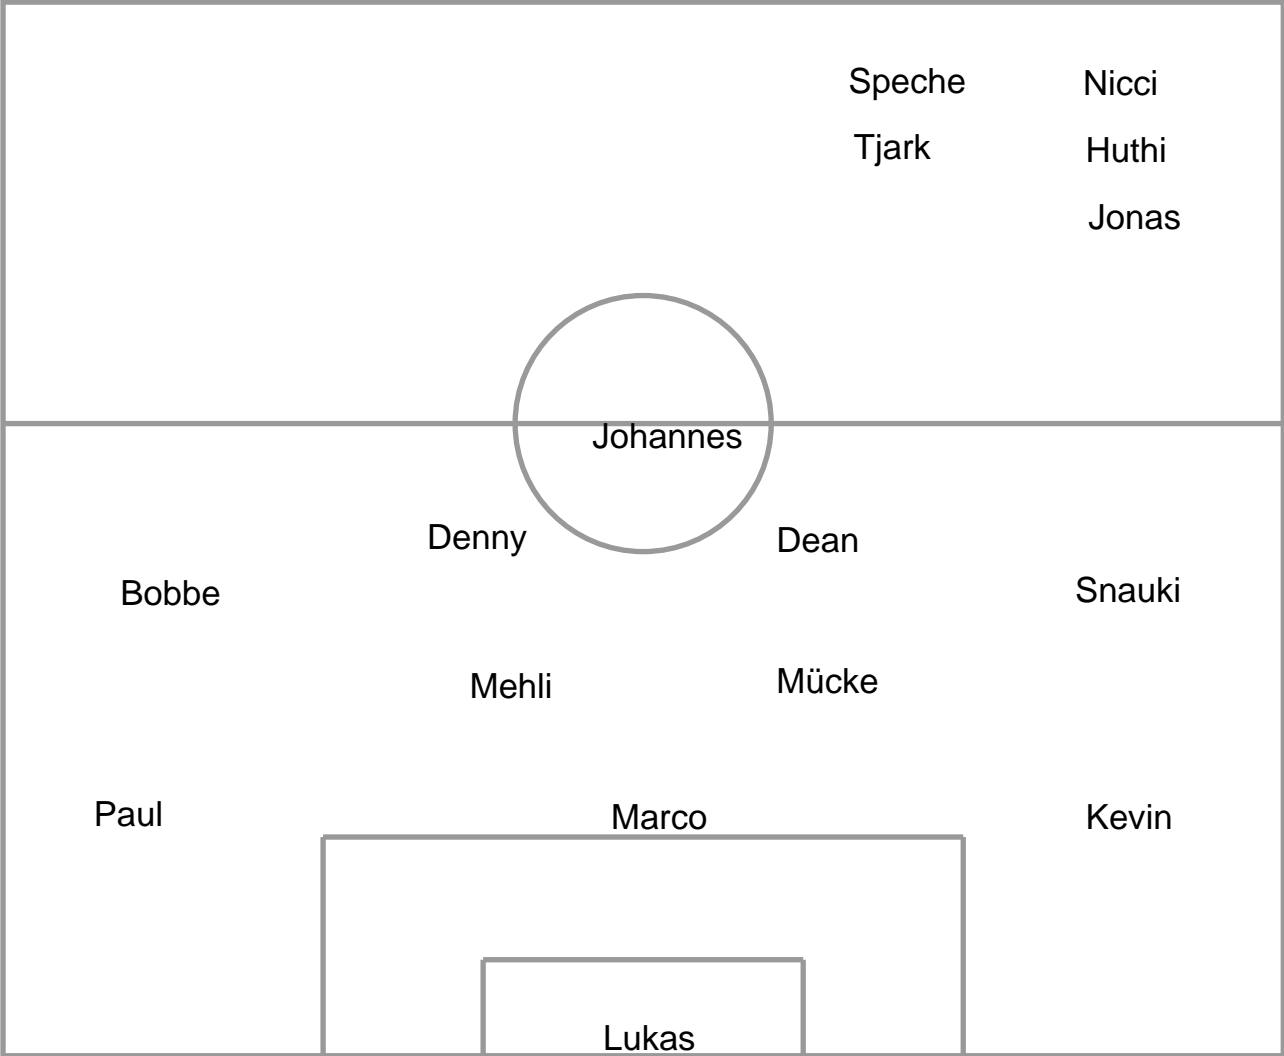 Speche Nicci
Tjark Huthi
Jonas
Johannes
Denny Dean
Bobbe Snauki
Mehli Mücke
Paul Marco Kevin
Lukas